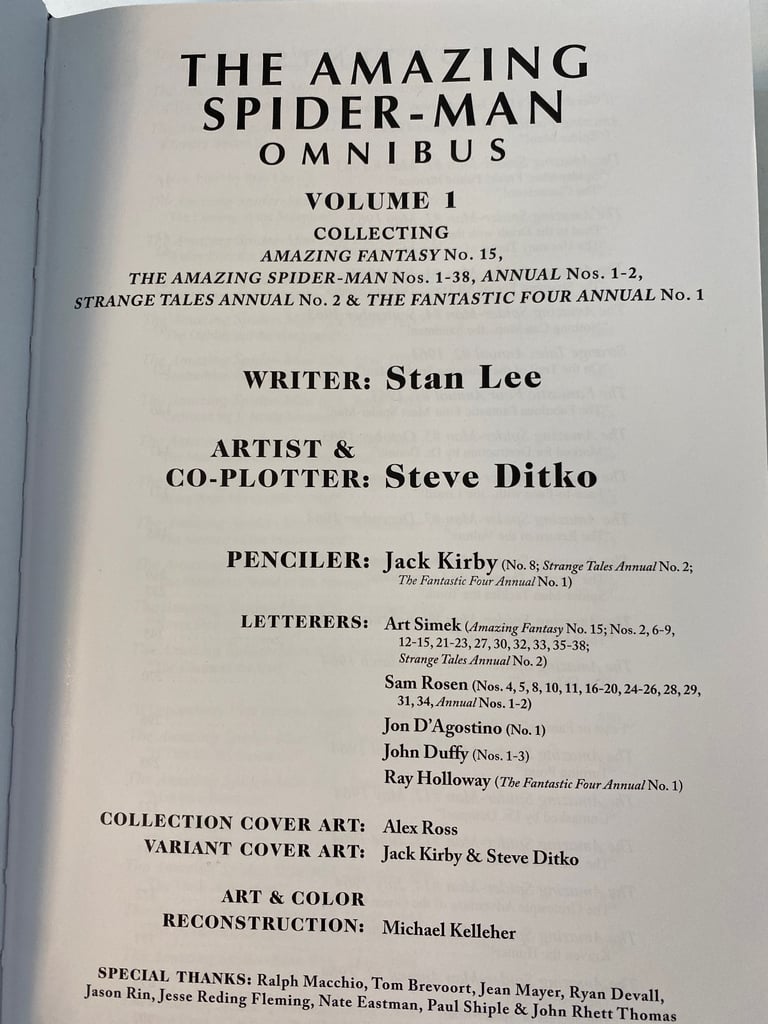 THE AMAZING
SPIDER-MAN
OMNIBUS
VOLUME 1
COLLECTING
AMAZING FANTASY No. 15,
THE AMAZING SPIDER-MAN Nos. 1-38, ANNUAL Nos. 1-2,
STRANGE TALES ANNUAL No. 2 & THE FANTASTIC FOUR ANNUAL No. 1
WRITER: Stan Lee
ARTIST &
CO-PLOTTER: Steve Ditko
PENCILER: Jack Kirby (No. 8; Strange Tales Annual No. 2;
The Fantastic Four Annual No. 1)
LETTERERS: Art Simek (Amazing Fantasy No. 15; Nos. 2, 6-9,
12-15, 21-23, 27, 30, 32, 33, 35-38;
Strange Tales Annual No. 2)
Sam Rosen (Nos. 4, 5, 8, 10, 11, 16-20, 24-26, 28, 29,
31, 34, Annual Nos. 1-2)
Jon D'Agostino (No. 1)
John Duffy (Nos. 1-3)
Ray Holloway (The Fantastic Four Annual No. 1)
COLLECTION COVER ART: Alex Ross
VARIANT COVER ART: Jack Kirby & Steve Ditko
ART & COLOR
RECONSTRUCTION: Michael Kelleher
SPECIAL THANKS: Ralph Macchio, Tom Brevoort, Jean Mayer, Ryan Devall,
Jason Rin, Jesse Reding Fleming, Nate Eastman, Paul Shiple & John Rhett Thomas